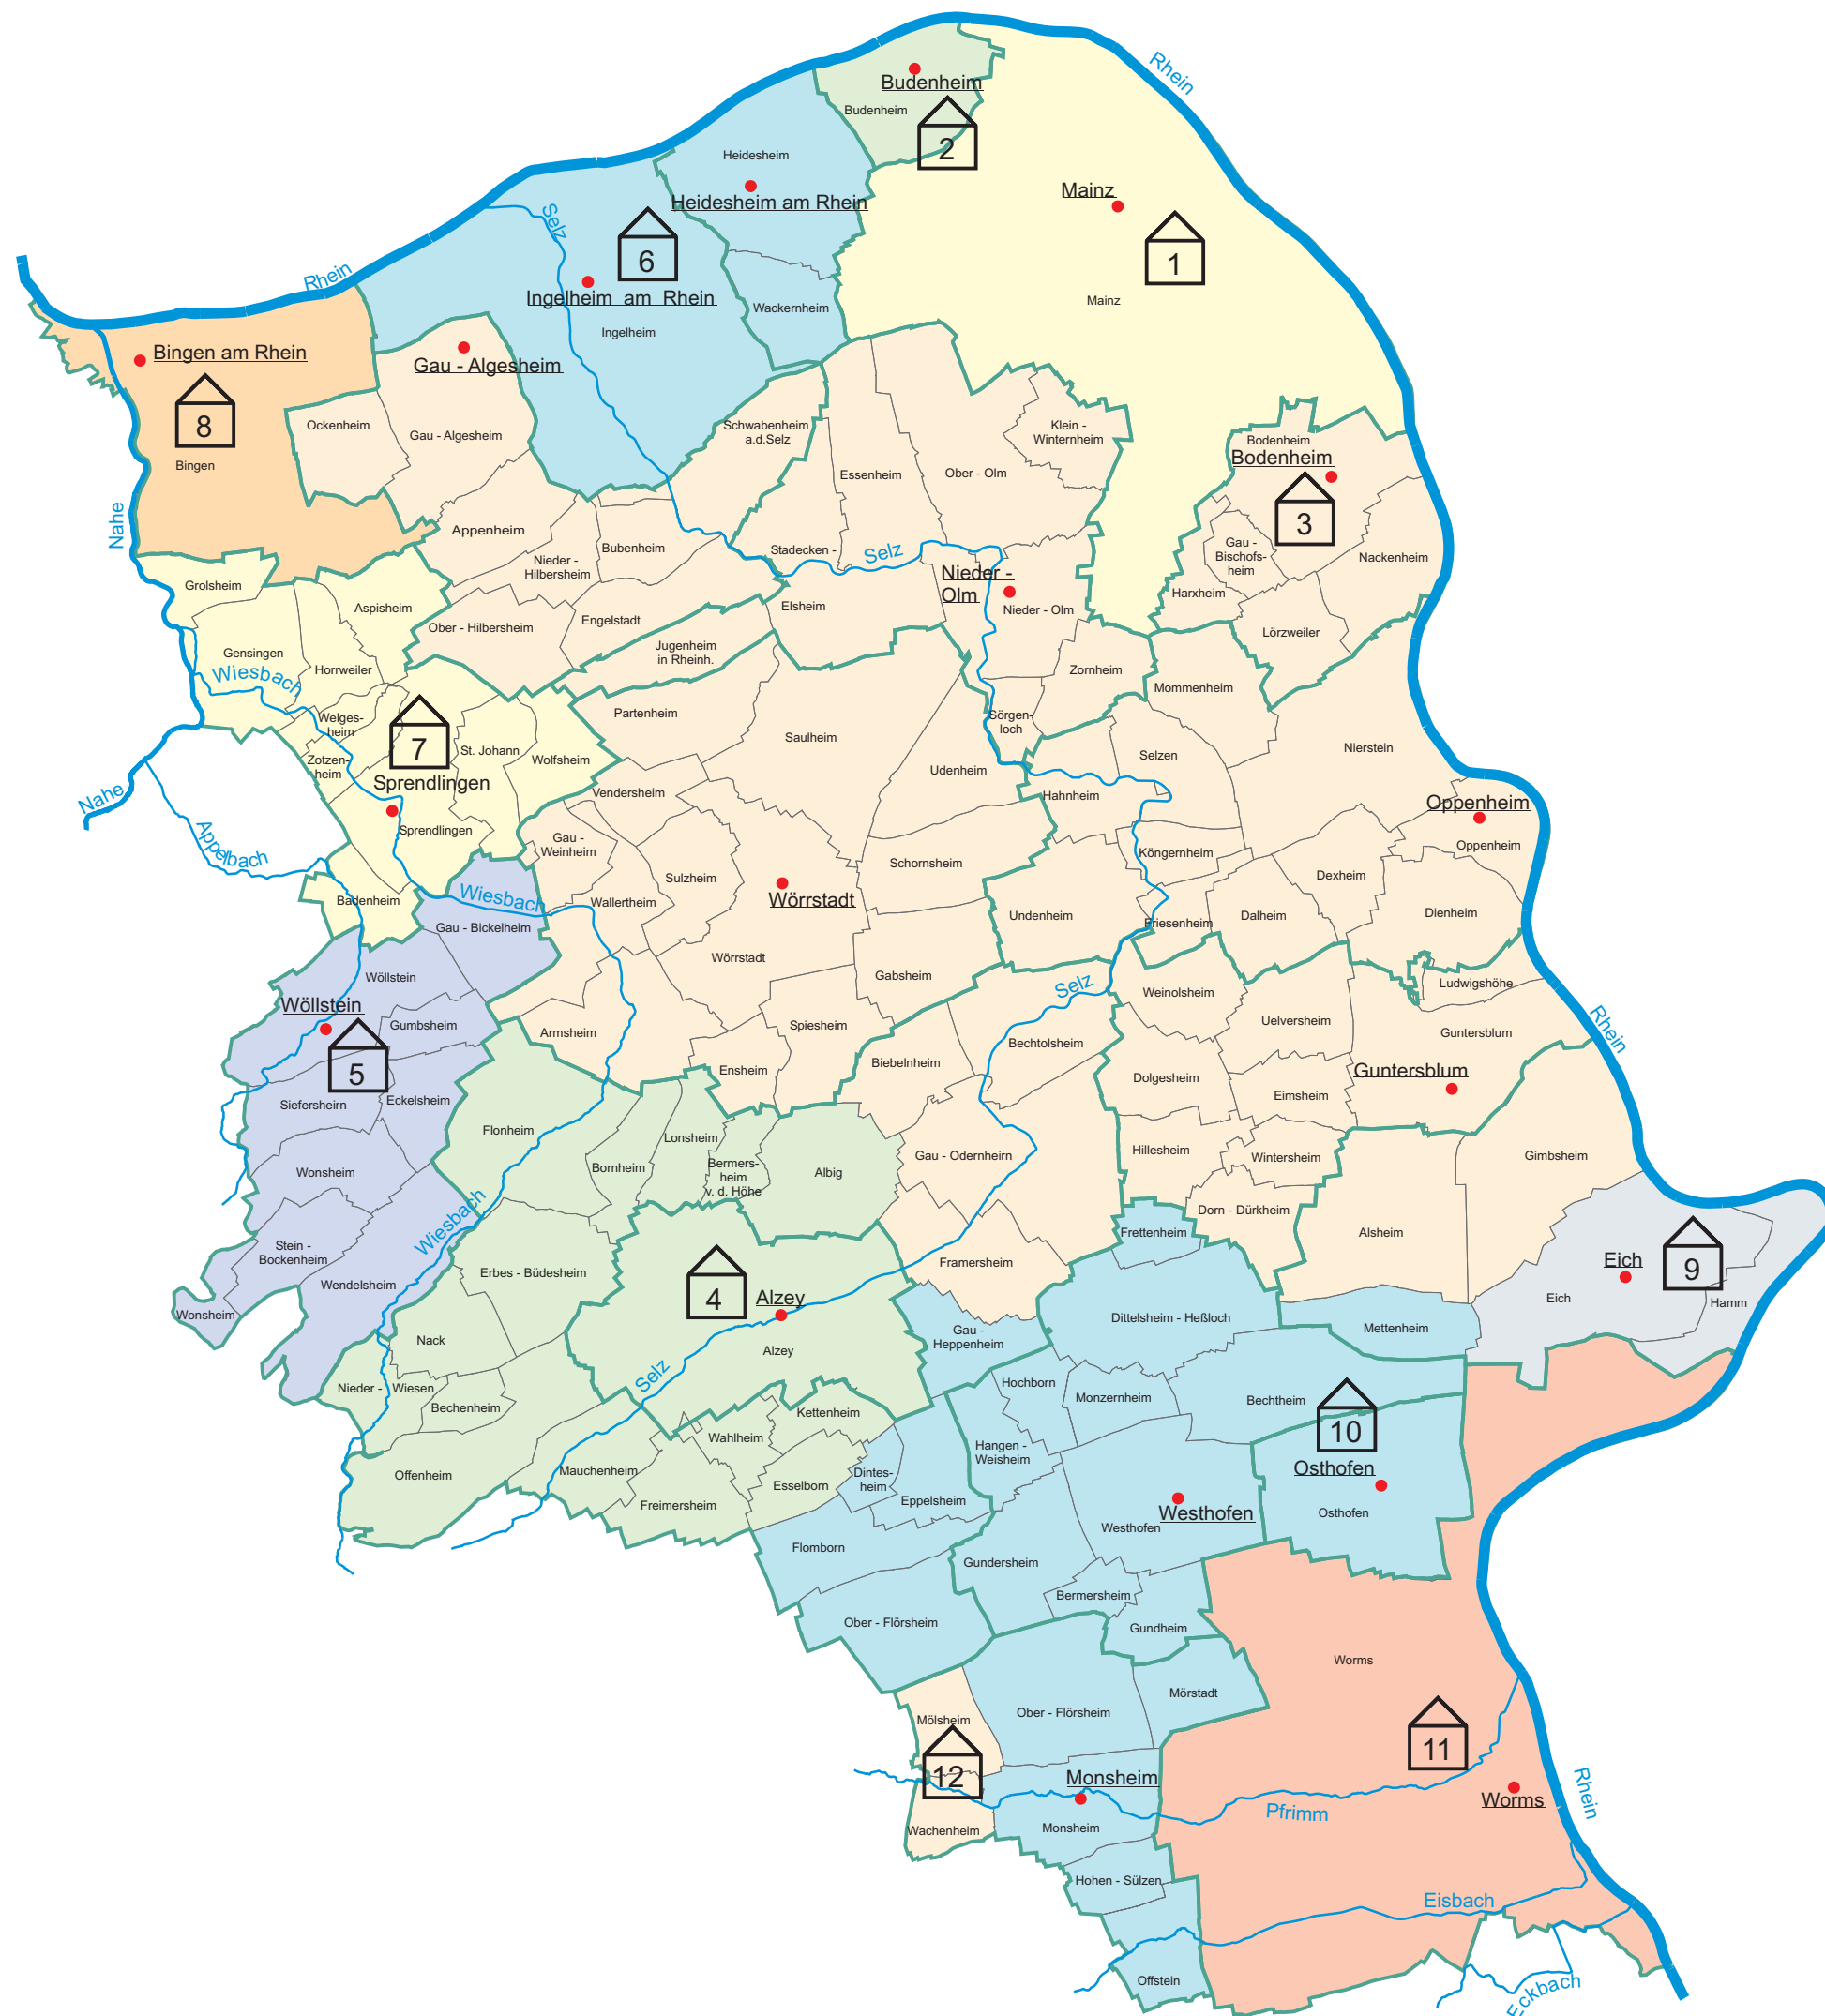 Rhein
Budenheim
Budenheim
2
Heidesheim
Heidesheim am Rhein
Mainz
1
Mainz
Selz
6
Rhein
Ingelheim am Rhein
Ingelheim
Wackernheim
Bingen am Rhein
8
Bingen
Gau - Algesheim
Ockenheim
Gau - Algesheim
Schwabenheim
a.d.Selz
Klein -
Winternheim
Essenheim
Ober - Olm
Bodenheim
Bodenheim
3
Nahe
Appenheim
Nieder -
Hilbersheim
Bubenheim
Stadecken -
Selz
Gau -
Bischofs-
heim
Nackenheim
Grolsheim
Aspisheim
Nieder -
Olm
Nieder - Olm
Harxheim
Elsheim
Engelstadt
Ober - Hilbersheim
Lörzweiler
Gensingen
Horrweiler
Jugenheim
in Rheinh.
Zornheim
Wiesbach
Mommenheim
Welges-
heim
7
Partenheim
Saulheim
Sörgen-
loch
Zotzen-
heim
St. Johann
Wolfsheim
Selzen
Nierstein
Sprendlingen
Udenheim
Vendersheim
Hahnheim
Nahe
Oppenheim
Appelbach
Sprendlingen
Gau -
Weinheim
Oppenheim
Köngernheim
Schornsheim
Sulzheim
Dexheim
Wörrstadt
Badenheim
Wiesbach
Wallertheim
Undenheim
Friesenheim
Dalheim
Dienheim
Gau - Bickelheim
Wörrstadt
Gabsheim
Wöllstein
Selz
Weinolsheim
Ludwigshöhe
Wöllstein
Gumbsheim
5
Armsheim
Spiesheim
Bechtolsheim
Uelversheim
Guntersblum
Rhein
Ensheim
Biebelnheim
Dolgesheim
Guntersblum
Siefersheirn
Eckelsheim
Eimsheim
Flonheim
Lonsheim
Bornheim
Bermers-
heim
v. d. Höhe
Albig
Gau - Odernheirn
Hillesheim
Wintersheim
Gimbsheim
Wonsheim
Wiesbach
Dorn - Dürkheim
Frettenheim
Alsheim
Stein -
Bockenheim
Wendelsheim
Erbes - Büdesheim
Framersheim
Eich
9
Wonsheim
4
Alzey
Alzey
Eich
Hamm
Dittelsheim - Heßloch
Mettenheim
Nack
Gau -
Heppenheim
Nieder -
Wiesen
Selz
Hochborn
Monzernheim
Bechtheim
Bechenheim
Kettenheim
10
Wahlheim
Hangen -
Weisheim
Osthofen
Offenheim
Mauchenheim
Esselborn
Dintes-
heim
Freimersheim
Eppelsheim
Westhofen
Westhofen
Osthofen
Flomborn
Gundersheim
Bermersheim
Ober - Flörsheim
Gundheim
Worms
Mörstadt
Mölsheim
Ober - Flörsheim
11
12
Monsheim
Worms
Rhein
Pfrimm
Wachenheim
Monsheim
Hohen - Sülzen
Eisbach
Offstein
Eckbach